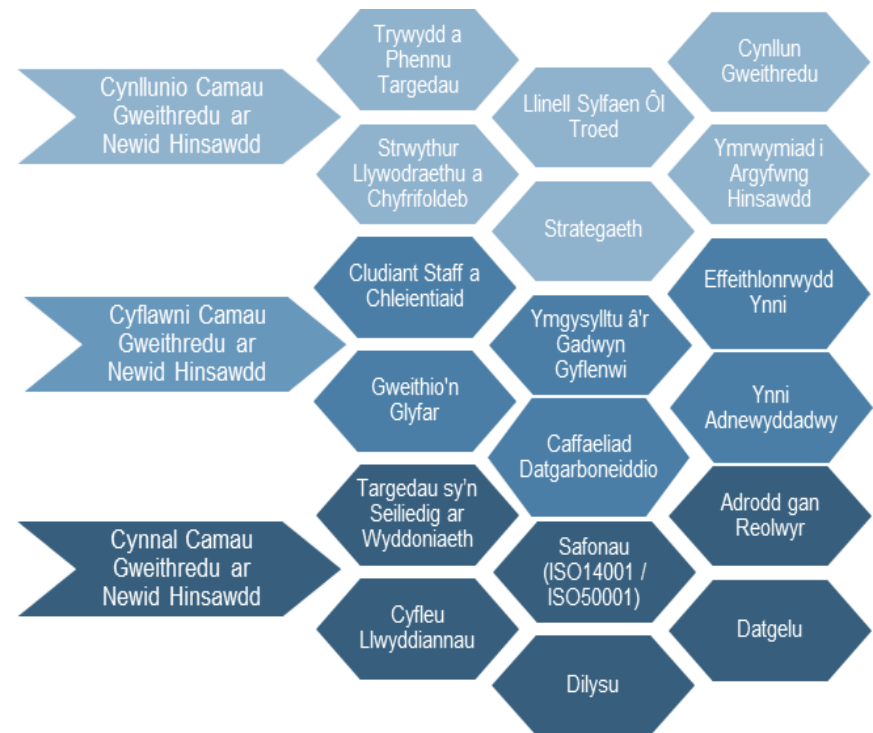 Cynllunio Camau
Gweithredu ar
Newid Hinsawdd
Trywydd a
Phennu
Targedau
Llinell Sylfaen Ôl
Troed
Cynllun
Gweithredu
Strwythur
Llywodraethu a
Chyfrifoldeb
Strategaeth
Ymrwymiad i
Argyfwng
Hinsawdd
Cyflawni Camau
Gweithredu ar
Newid Hinsawdd
Cludiant Staff a
Chleientiaid
Ymgysylltu â'r
Gadwyn
Gyflenwi
Effeithlonrwydd
Ynni
Gweithio'n
Glyfar
Caffaeliad
Datgarboneiddio
Ynni
Adnewyddadwy
Cynnal Camau
Gweithredu ar
Newid Hinsawdd
Targedau sy'n
Seiliedig ar
Wyddoniaeth
Safonau
(ISO14001 /
ISO50001)
Adrodd gan
Reolwyr
Cyfleu
Llwyddiannau
Dilysu
Datgelu